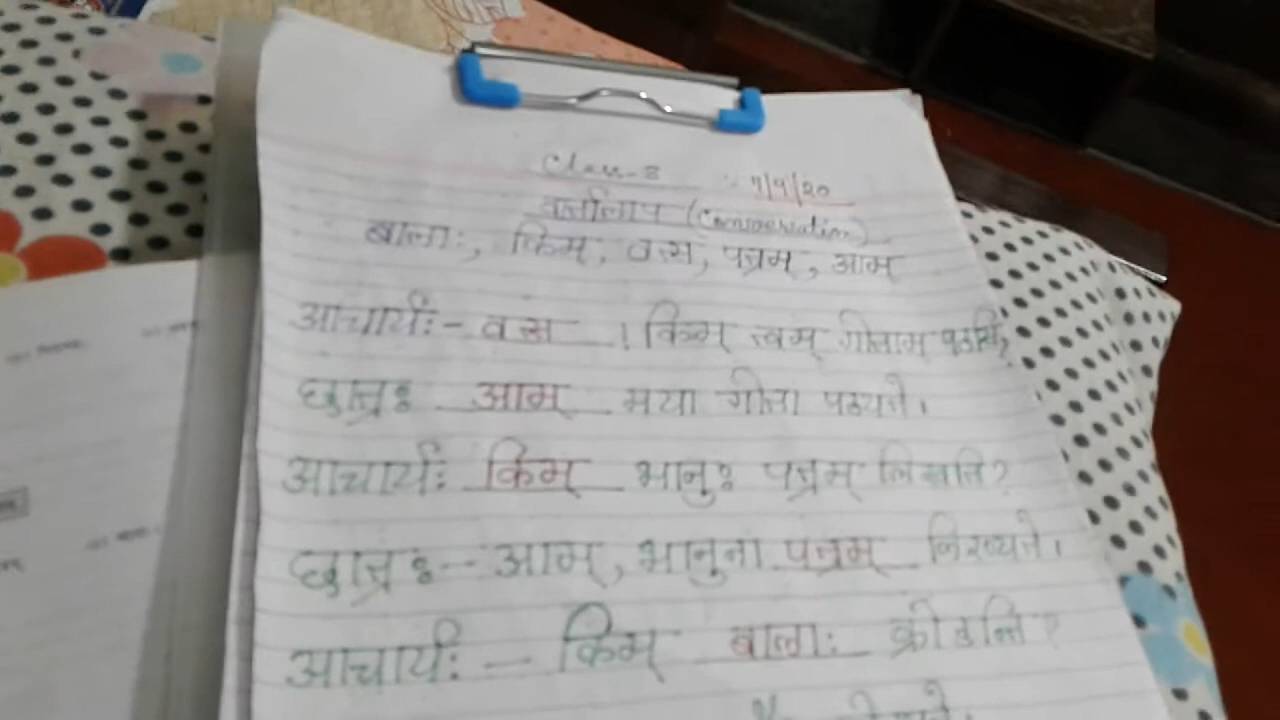 Class-8 7/9/20
वार्तालाप (Conversation)
बालाः, किम्, वत्स, पत्रम्, आम्
आचार्यः- वत्स ! किम् त्वम् गीताम् पठसि?
छात्रः आम् मया गीता पठ्यते।
आचार्यः किम् भानुः पत्रम् लिखति?
छात्रः- आम्, भानुना पत्रम् लिख्यते।
आचार्यः - किम् बालाः क्रीडन्ति?